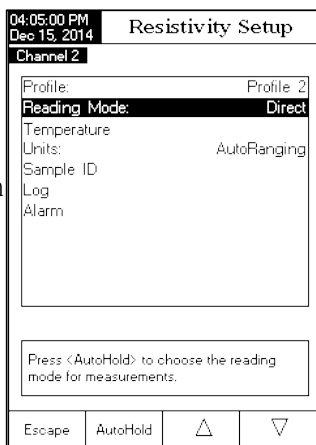 04:05:00 PM
Dec 15, 2014
Resistivity Setup
Channel 2
Profile: Profile 2
Reading Mode: Direct
Temperature
Units: AutoRanging
Sample ID
Log
Alarm
Press <AutoHold> to choose the reading
mode for measurements.
Escape AutoHold △ ▽